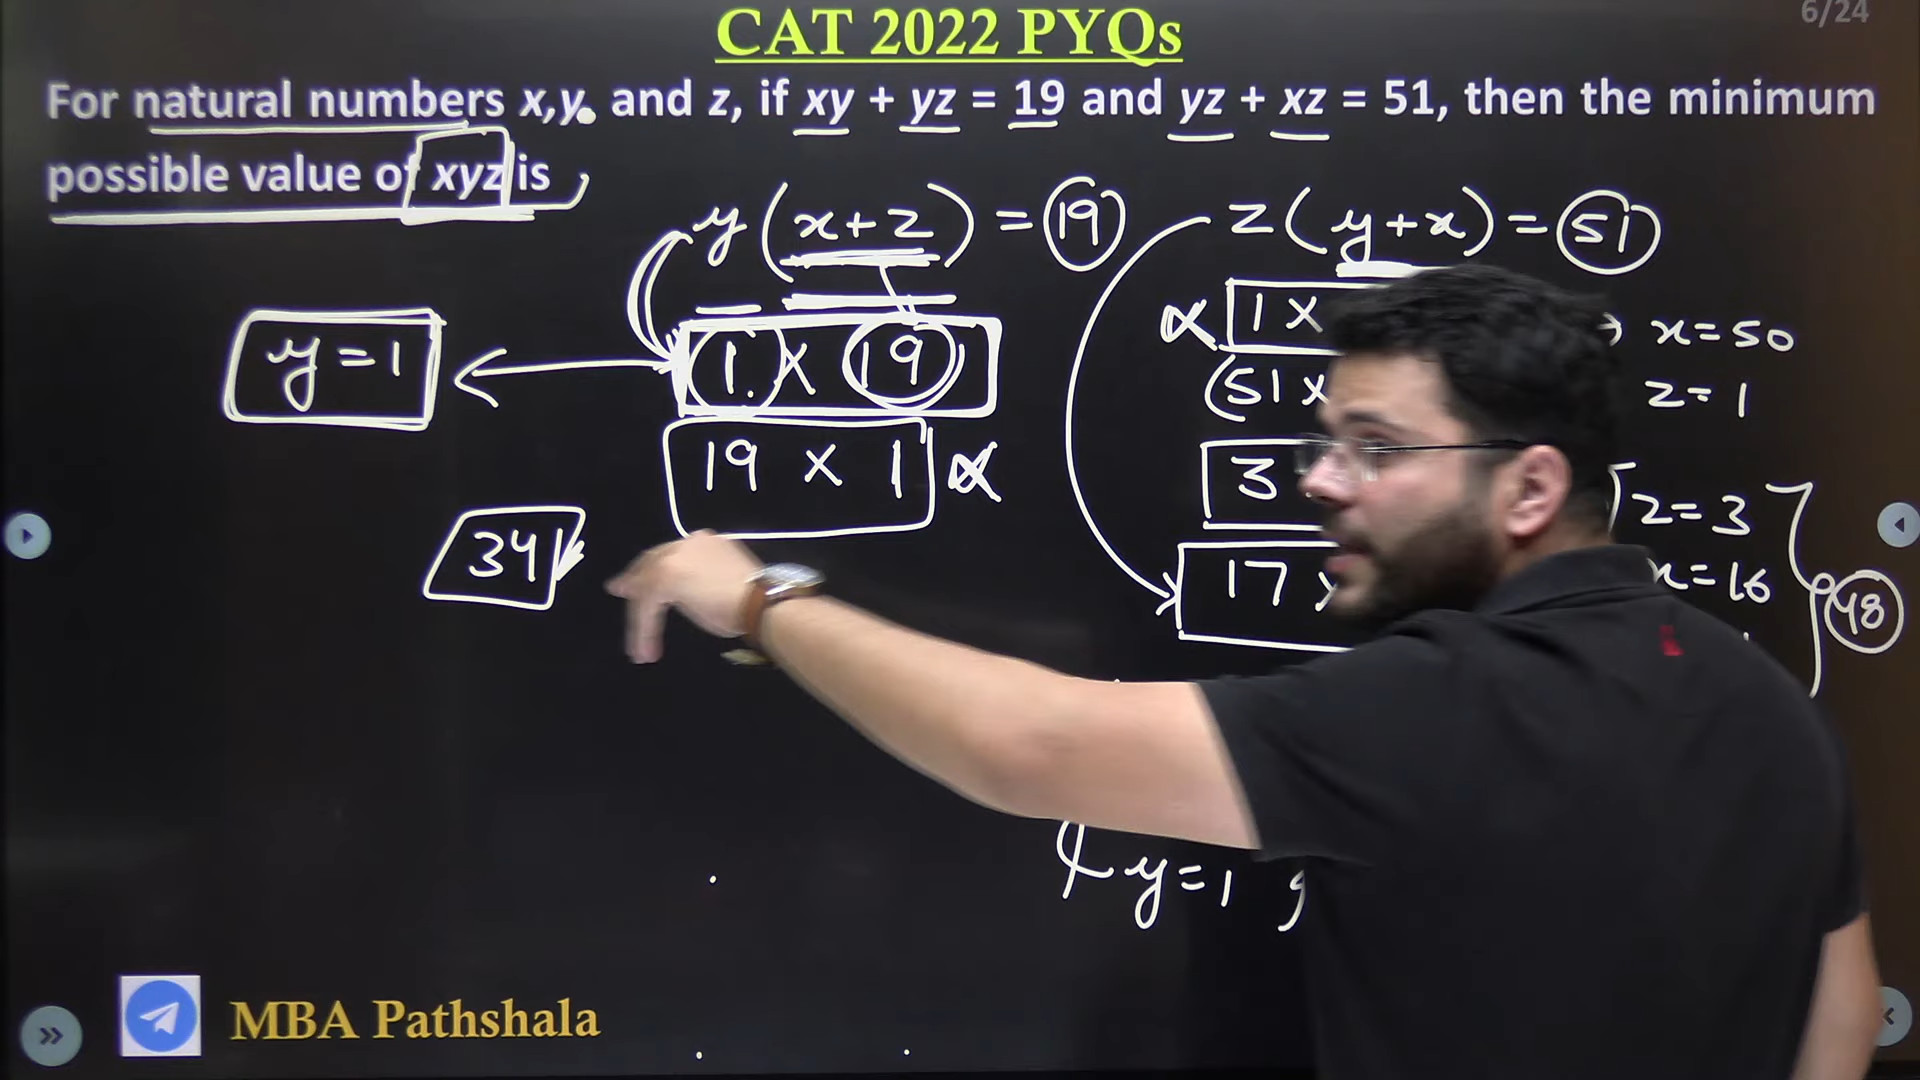 6/24
CAT 2022 PYQs
For natural numbers x,y, and z, if xy + yz = 19 and yz + xz = 51, then the minimum
possible value of xyz is
y(x+z) = 19
z(y+x) = 51
y=1
1 × 19
19 × 1
34
1 ×
51 ×
3
17 ×
x=50
z=1
z=3
x=16
48
y=1 ,
MBA Pathshala